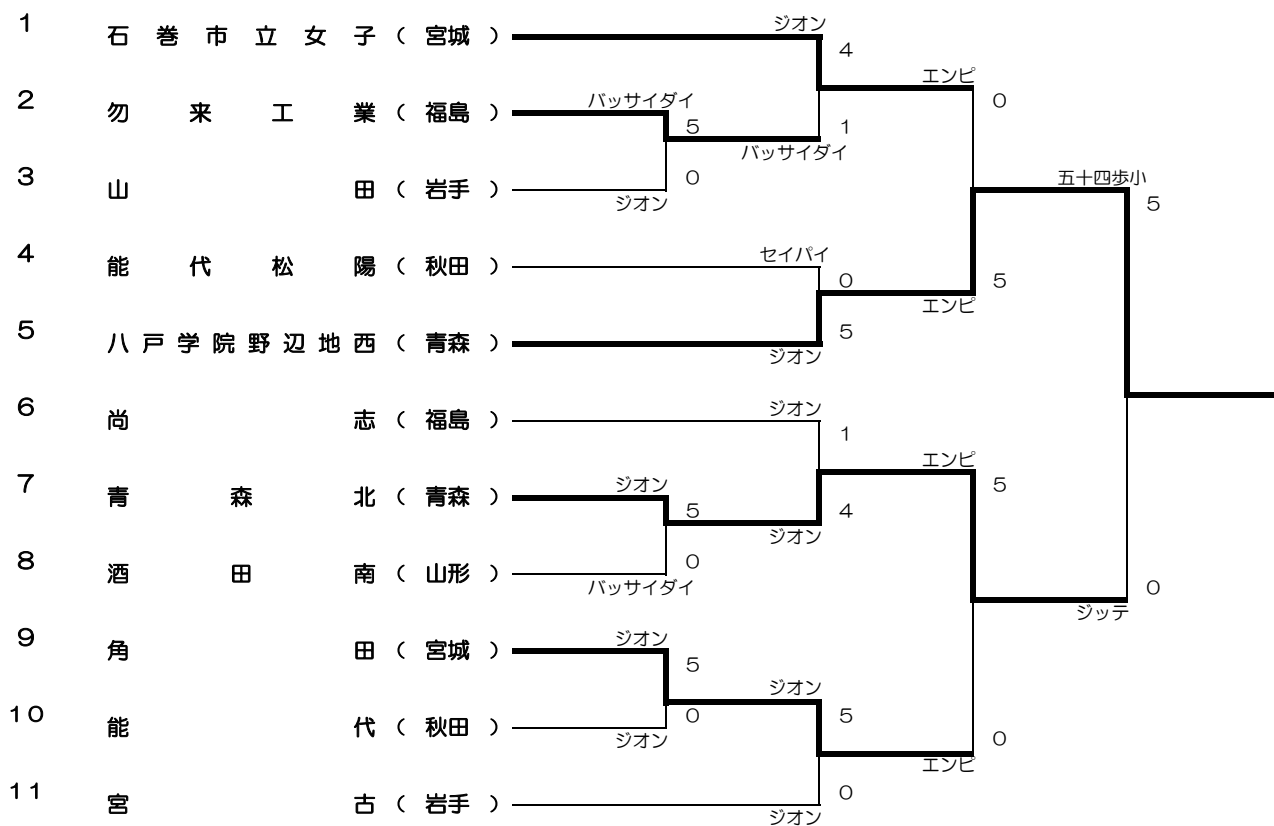 ジオン
1 石巻市立女子（ 宮城 ）
4
エンピ
0
バッサイダイ
2 勿来工業（ 福島 ）
5 1
バッサイダイ
3 山田（ 岩手 ）
0
ジオン
五十四歩小
5
セイパイ
4 能代松陽（ 秋田 ）
0 5
エンピ
5 八戸学院野辺地西（ 青森 ）
5
ジオン
ジオン
6 尚志（ 福島 ）
1
エンピ
5
ジオン
7 青森北（ 青森 ）
5 4
ジオン
8 酒田南（ 山形 ）
0
バッサイダイ
0
ジッテ
ジオン
9 角田（ 宮城 ）
5
ジオン
10 能代（ 秋田 ）
0 5
ジオン
0
エンピ
11 宮古（ 岩手 ）
0
ジオン